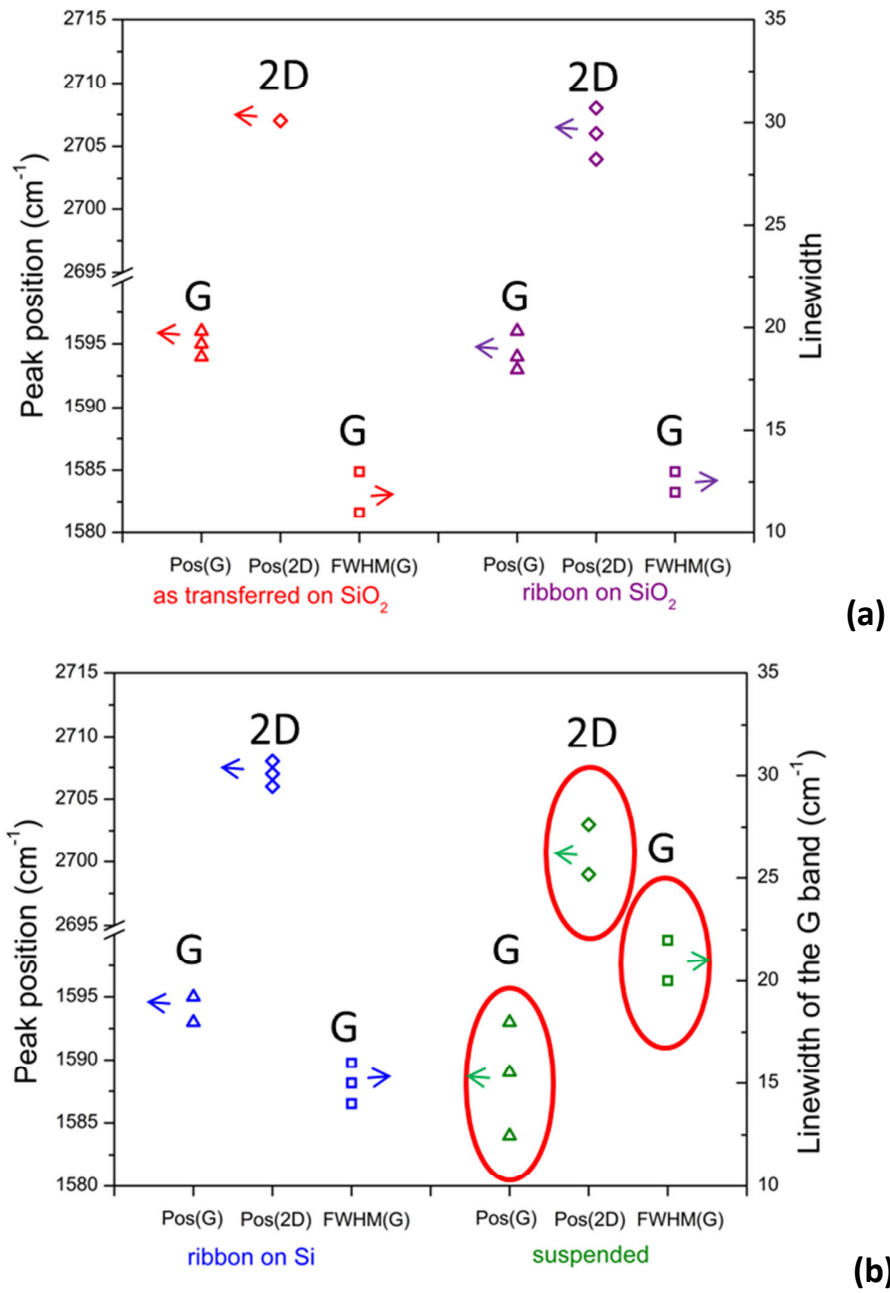 2715
2710
2705
2700
2695
1595
1590
1585
1580
Peak position (cm⁻¹)
35
30
25
20
15
10
Linewidth
2D
2D
G
G
G
G
Pos(G) Pos(2D) FWHM(G)
Pos(G) Pos(2D) FWHM(G)
as transferred on SiO₂
ribbon on SiO₂
(a)
2715
2710
2705
2700
2695
1595
1590
1585
1580
Peak position (cm⁻¹)
35
30
25
20
15
10
Linewidth of the G band (cm⁻¹)
2D
2D
G
G
G
G
Pos(G) Pos(2D) FWHM(G)
Pos(G) Pos(2D) FWHM(G)
ribbon on Si
suspended
(b)